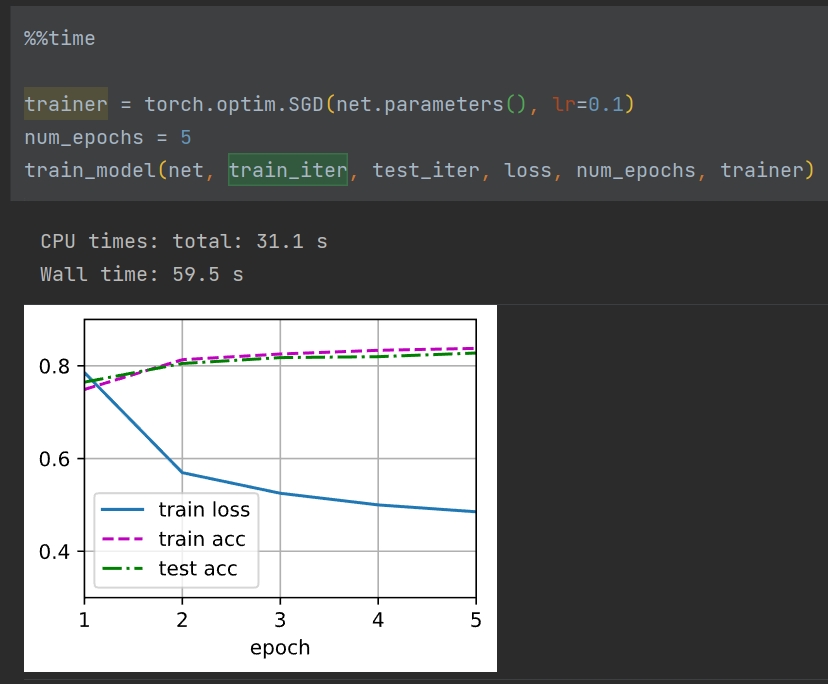 %%time
trainer = torch.optim.SGD(net.parameters(), lr=0.1)
num_epochs = 5
train_model(net, train_iter, test_iter, loss, num_epochs, trainer)
CPU times: total: 31.1 s
Wall time: 59.5 s
0.8
0.6
0.4
train loss
train acc
test acc
1 2 3 4 5
epoch